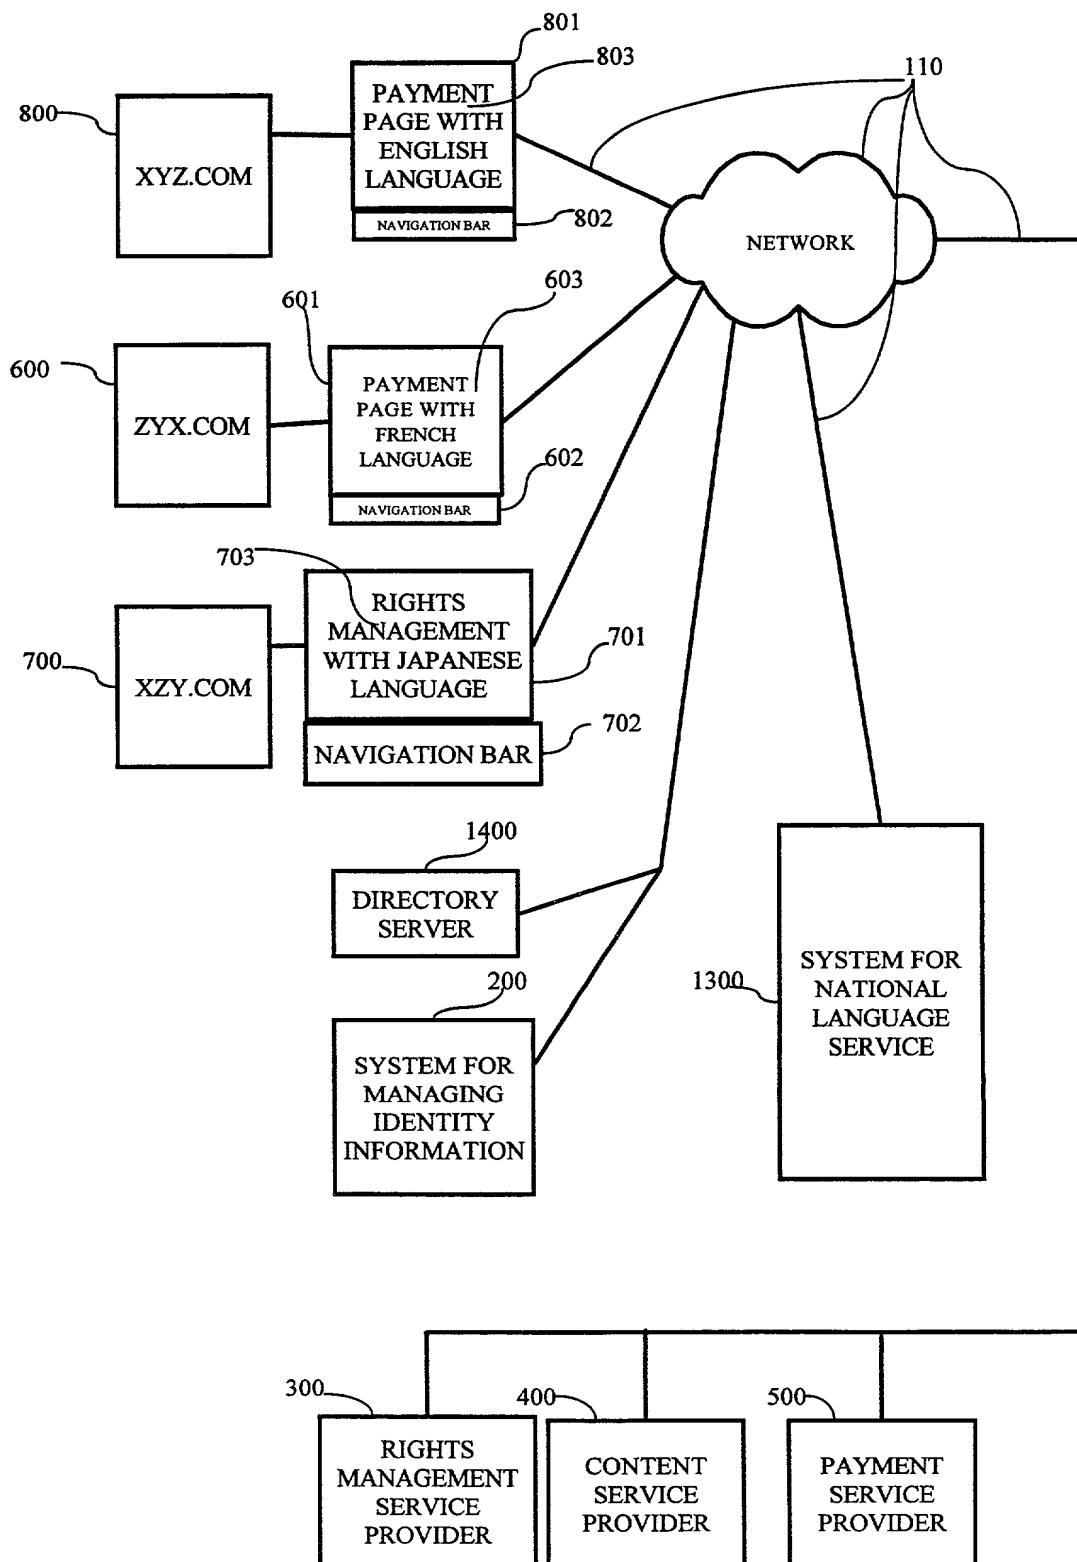 801
803
110
800
PAYMENT
PAGE WITH
ENGLISH
LANGUAGE
XYZ.COM
802
NAVIGATION BAR
NETWORK
601
603
600
PAYMENT
PAGE WITH
FRENCH
LANGUAGE
ZYX.COM
602
NAVIGATION BAR
703
RIGHTS
MANAGEMENT
WITH JAPANESE
LANGUAGE
701
700
XZY.COM
702
NAVIGATION BAR
1400
DIRECTORY
SERVER
200
1300
SYSTEM FOR
NATIONAL
LANGUAGE
SERVICE
SYSTEM FOR
MANAGING
IDENTITY
INFORMATION
300
400
500
RIGHTS
MANAGEMENT
SERVICE
PROVIDER
CONTENT
SERVICE
PROVIDER
PAYMENT
SERVICE
PROVIDER